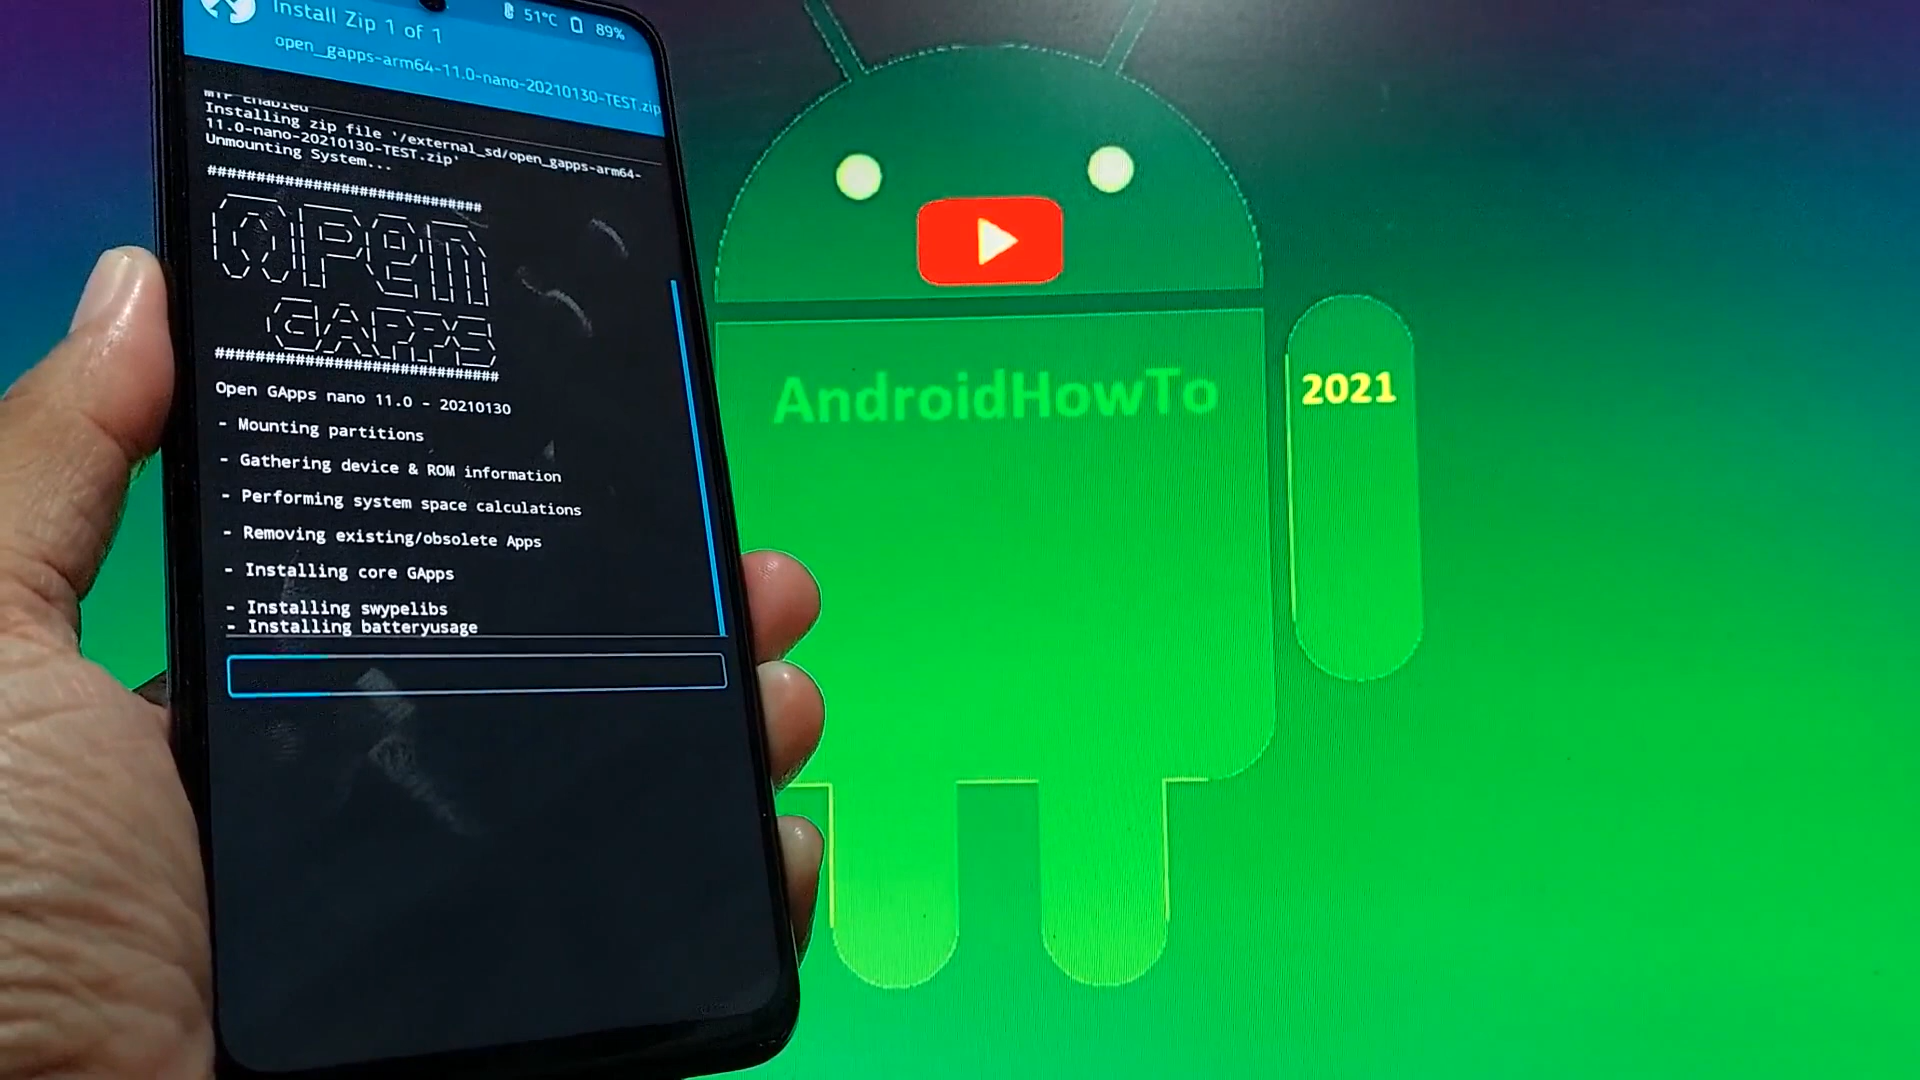 Install Zip 1 of 1
51°C 89%
open_gapps-arm64-11.0-nano-20210130-TEST.zip
MTP Enabled
Installing zip file '/external_sd/open_gapps-arm64-
11.0-nano-20210130-TEST.zip'
Unmounting System...
############################
OPEN
GAPPS
#############################
Open GApps nano 11.0 - 20210130
- Mounting partitions
- Gathering device & ROM information
- Performing system space calculations
- Removing existing/obsolete Apps
- Installing core GApps
- Installing swypelibs
- Installing batteryusage
AndroidHowTo
2021